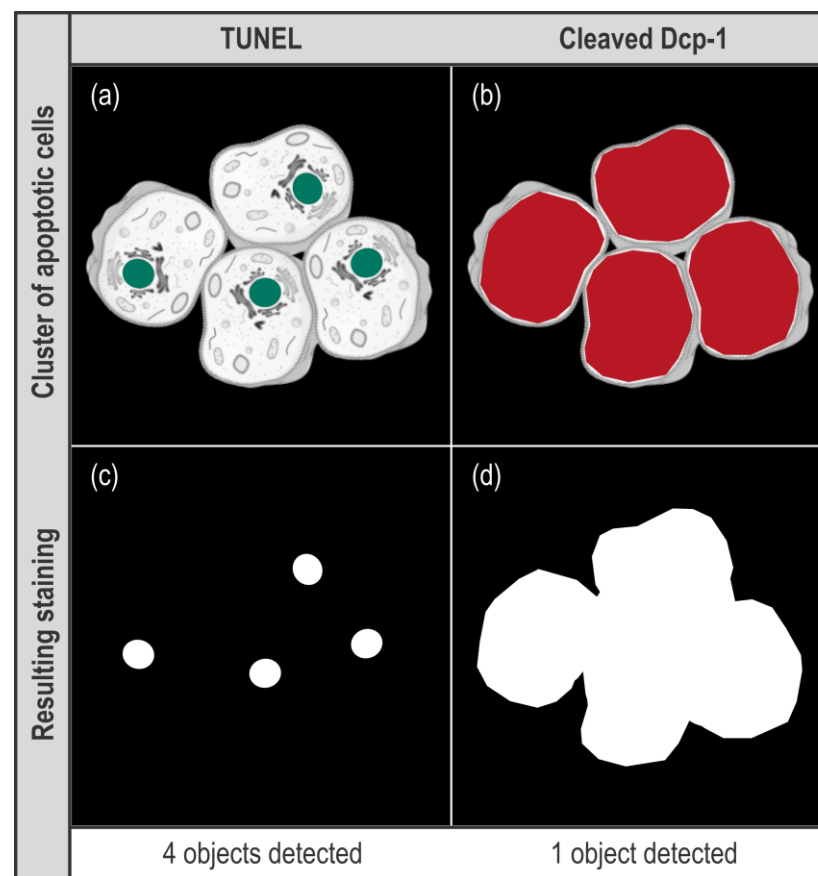 TUNEL
Cleaved Dcp-1
Cluster of apoptotic cells
(a)
(b)
Resulting staining
(c)
(d)
4 objects detected
1 object detected